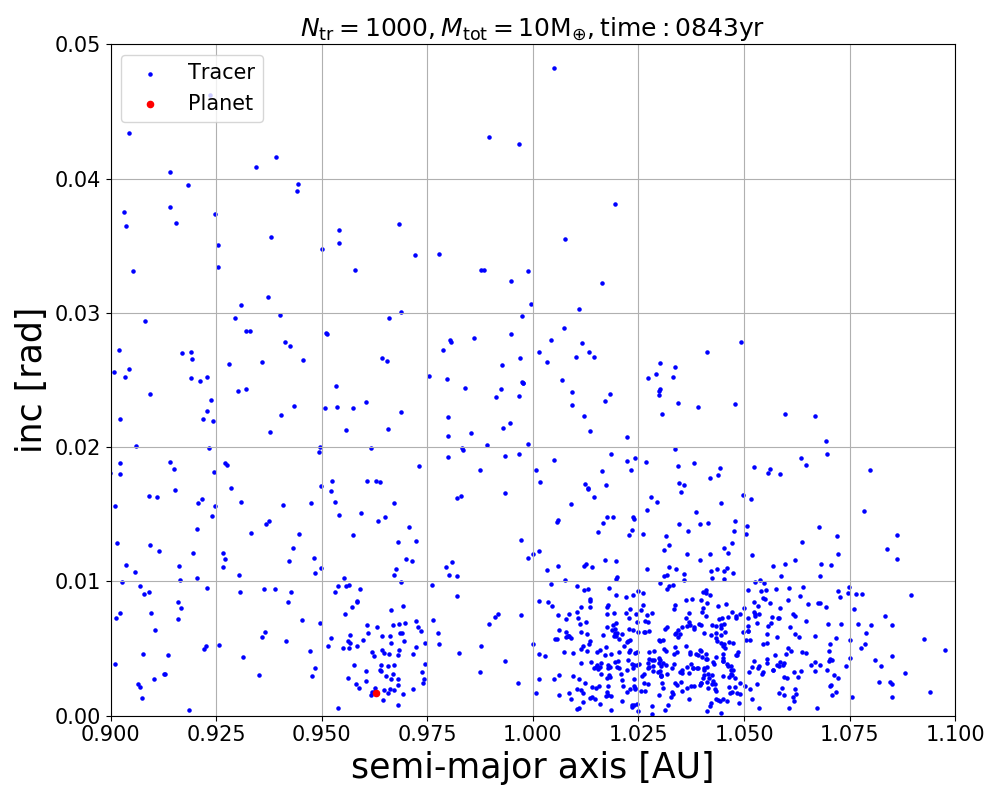 N_tr = 1000, M_tot = 10M_⊕, time : 0843yr
0.05
Tracer
Planet
0.04
0.03
inc [rad]
0.02
0.01
0.00
0.900 0.925 0.950 0.975 1.000 1.025 1.050 1.075 1.100
semi-major axis [AU]